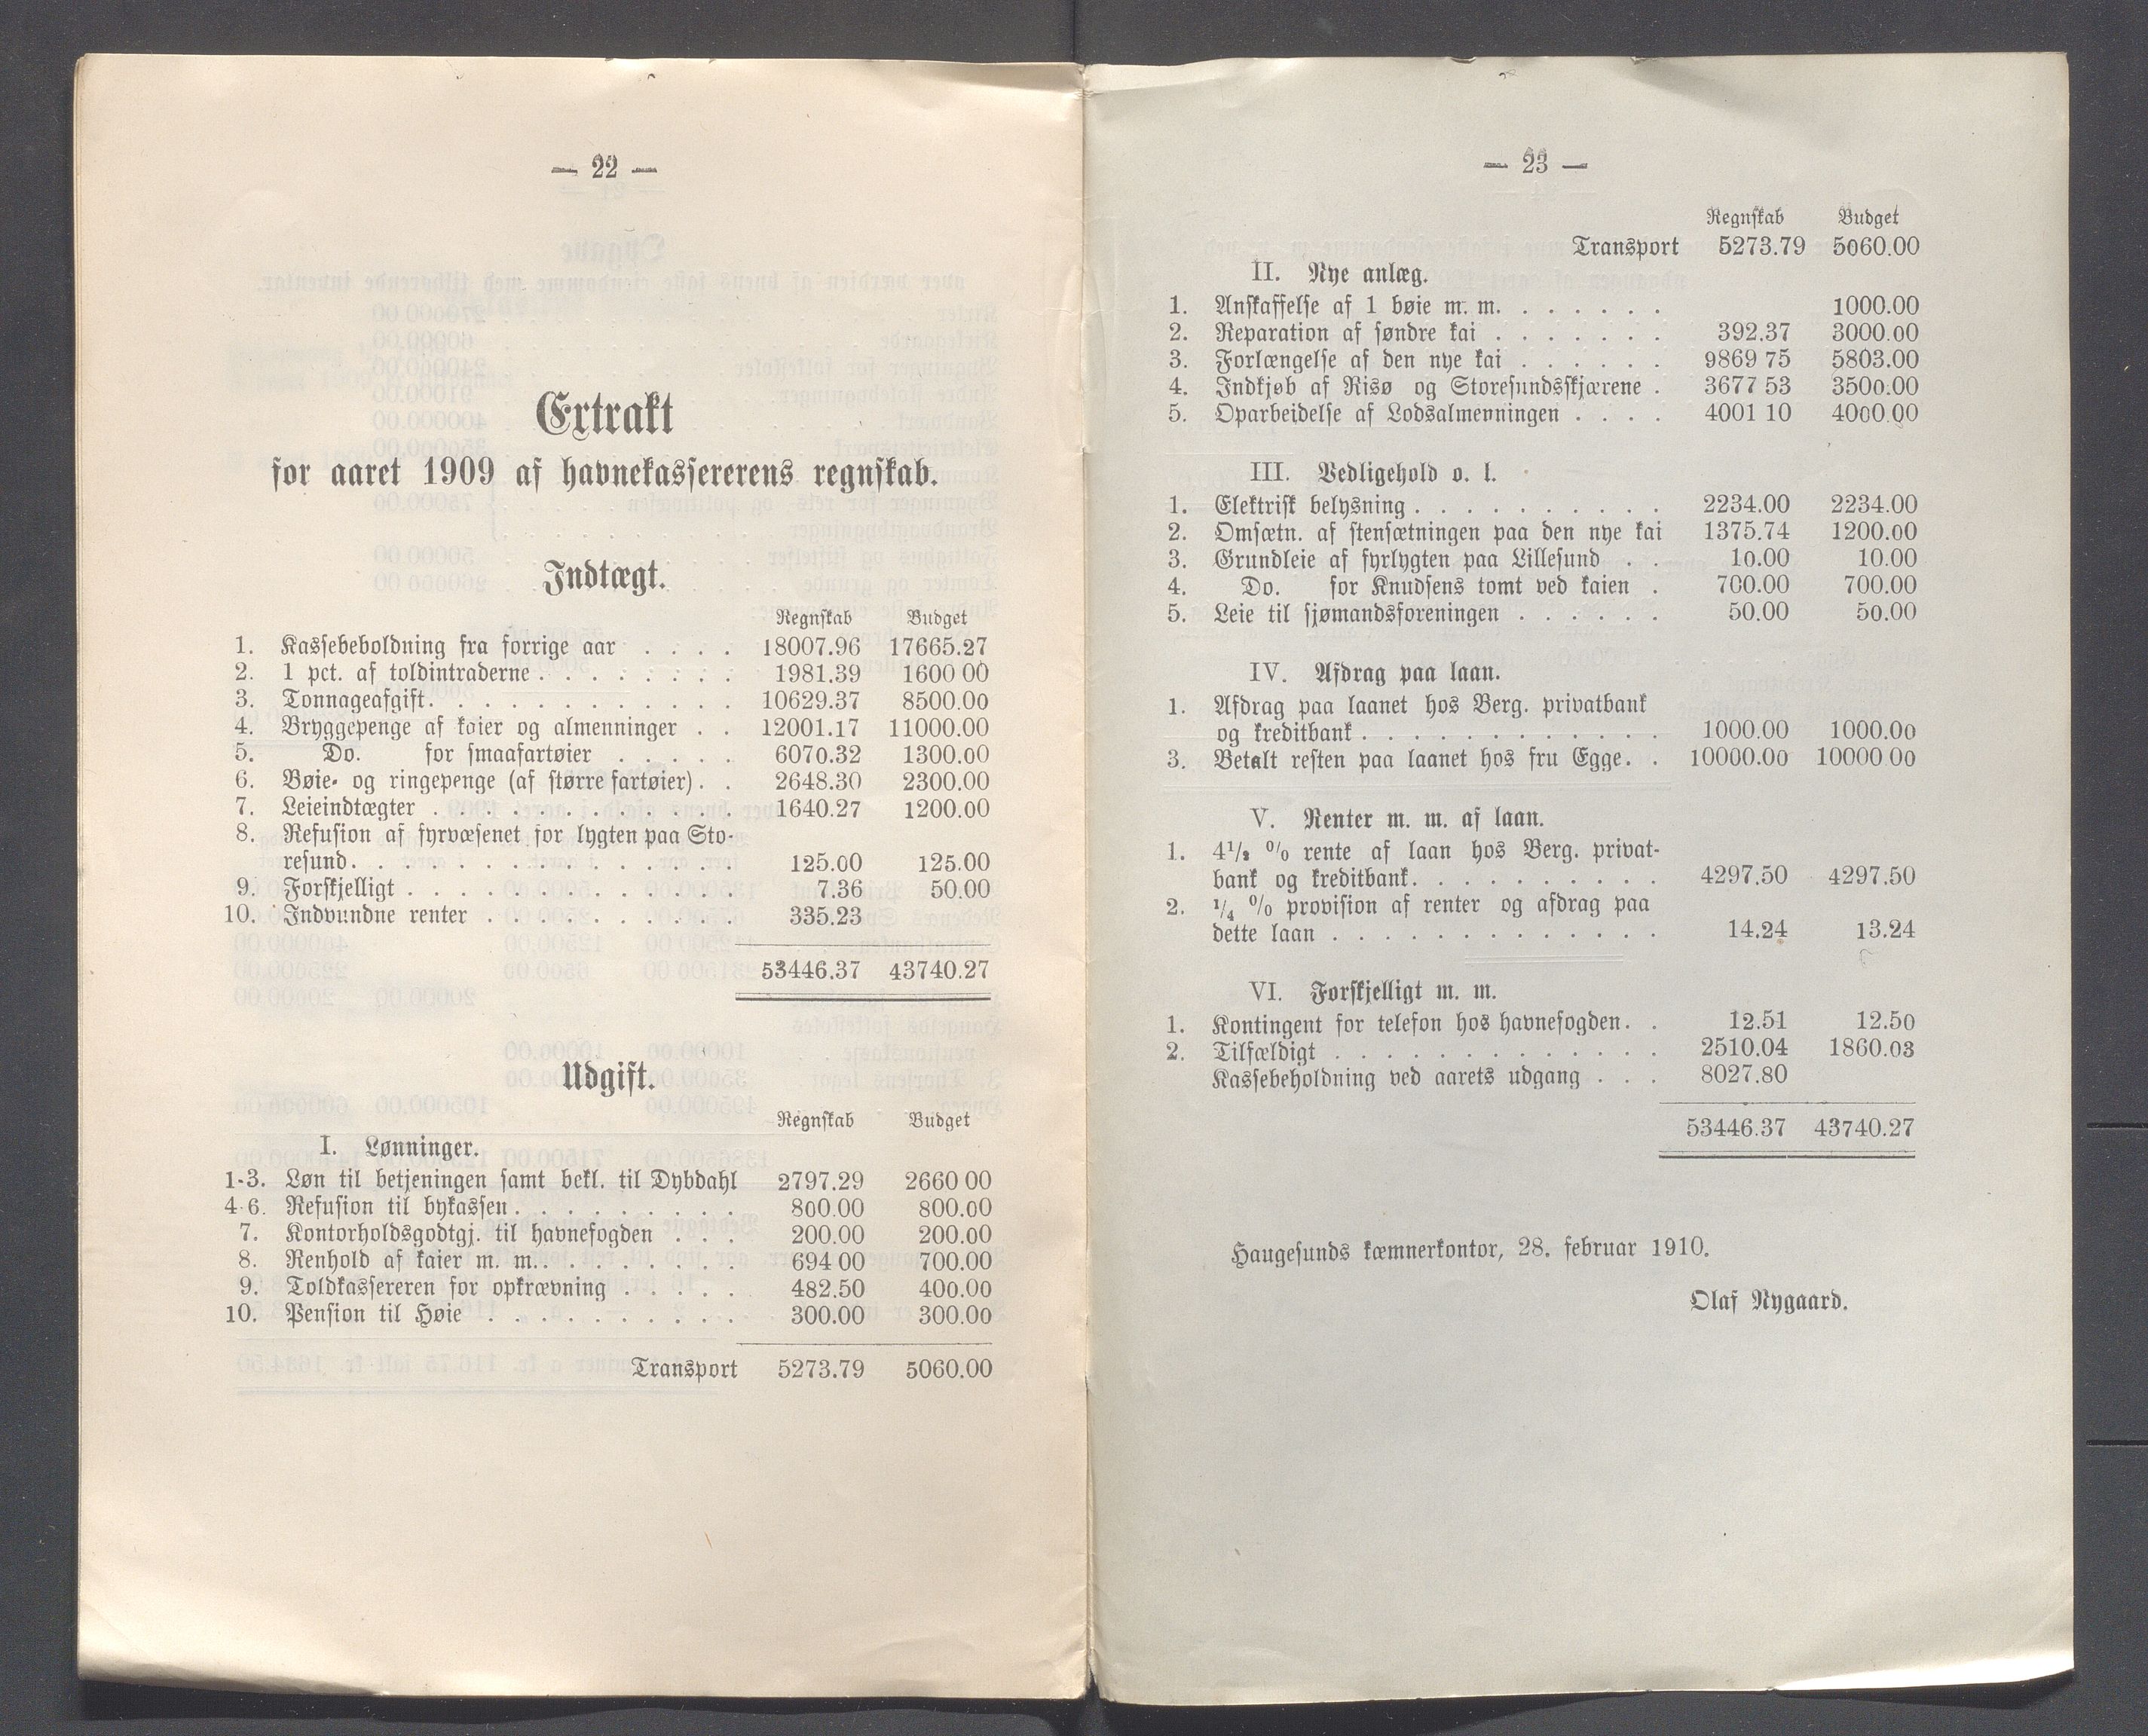 — 22 —
Extrakt
for aaret 1909 af havnekassererens regnskab.
Indtægt.
Regnskab Budget
1. Kassebeboldning fra forrige aar . . . . 18007.96 17665.27
2. 1 pct. af toldintraderne . . . . . . . . 1981.39 1600 00
3. Tonnageafgift . . . . . . . . . . . . 10629.37 8500.00
4. Bryggepenge af kaier og almenninger . . 12001.17 11000.00
5. Do. for smaafartøier . . . . . 6070.32 1300.00
6. Bøie- og ringepenge (af større fartøier) . . 2648.30 2300.00
7. Leieindtægter . . . . . . . . . . . . 1640.27 1200.00
8. Refusion af fyrvæsenet for lygten paa Sto-
resund . . . . . . . . . . . . . . 125.00 125.00
9. Forskjelligt . . . . . . . . . . . . . 7.36 50.00
10. Indvundne renter . . . . . . . . . . 335.23
53446.37 43740.27
Udgift.
Regnskab Budget
I. Lønninger.
1-3. Løn til betjeningen samt bekl. til Dybdahl 2797.29 2660 00
4-6. Refusion til bykassen . . . . . . . . . 800.00 800.00
7. Kontorholdsgodtgj. til havnefogden . . . 200.00 200.00
8. Renhold af kaier m. m. . . . . . . . . 694 00 700.00
9. Toldkassereren for opkrævning . . . . . 482.50 400.00
10. Pension til Høie . . . . . . . . . . 300.00 300.00
Transport 5273.79 5060.00
— 23 —
Regnskab Budget
Transport 5273.79 5060.00
II. Nye anlæg.
1. Anskaffelse af 1 bøie m. m. . . . . . . 1000.00
2. Reparation af søndre kai . . . . . . . 392.37 3000.00
3. Forlængelse af den nye kai . . . . . . 9869 75 5803.00
4. Indkjøb af Risø og Storesundsskjærene . 3677 53 3500.00
5. Oparbeidelse af Lodsalmenningen . . . . 4001 10 4000.00
III. Vedligehold o. l.
1. Elektrisk belysning . . . . . . . . . . 2234.00 2234.00
2. Omsætn. af stensætningen paa den nye kai 1375.74 1200.00
3. Grundleie af fyrlygten paa Lillesund . . 10.00 10.00
4. Do. for Knudsens tomt ved kaien . 700.00 700.00
5. Leie til sjømandsforeningen . . . . . . 50.00 50.00
IV. Afdrag paa laan.
1. Afdrag paa laanet hos Berg. privatbank
og kreditbank . . . . . . . . . . . . 1000.00 1000.00
3. Betalt resten paa laanet hos fru Egge. . 10000.00 10000 00
V. Renter m. m. af laan.
1. 4½ % rente af laan hos Berg. privat-
bank og kreditbank. . . . . . . . . . 4297.50 4297.50
2. ¼ % provision af renter og afdrag paa
dette laan . . . . . . . . . . . . . 14.24 13.24
VI. Forskjelligt m. m.
1. Kontingent for telefon hos havnefogden. . 12.51 12.50
2. Tilfældigt . . . . . . . . . . . . . 2510.04 1860.03
Kassebeholdning ved aarets udgang . . . 8027.80
53446.37 43740.27
Haugesunds kæmnerkontor, 28. februar 1910.
Olaf Nygaard.